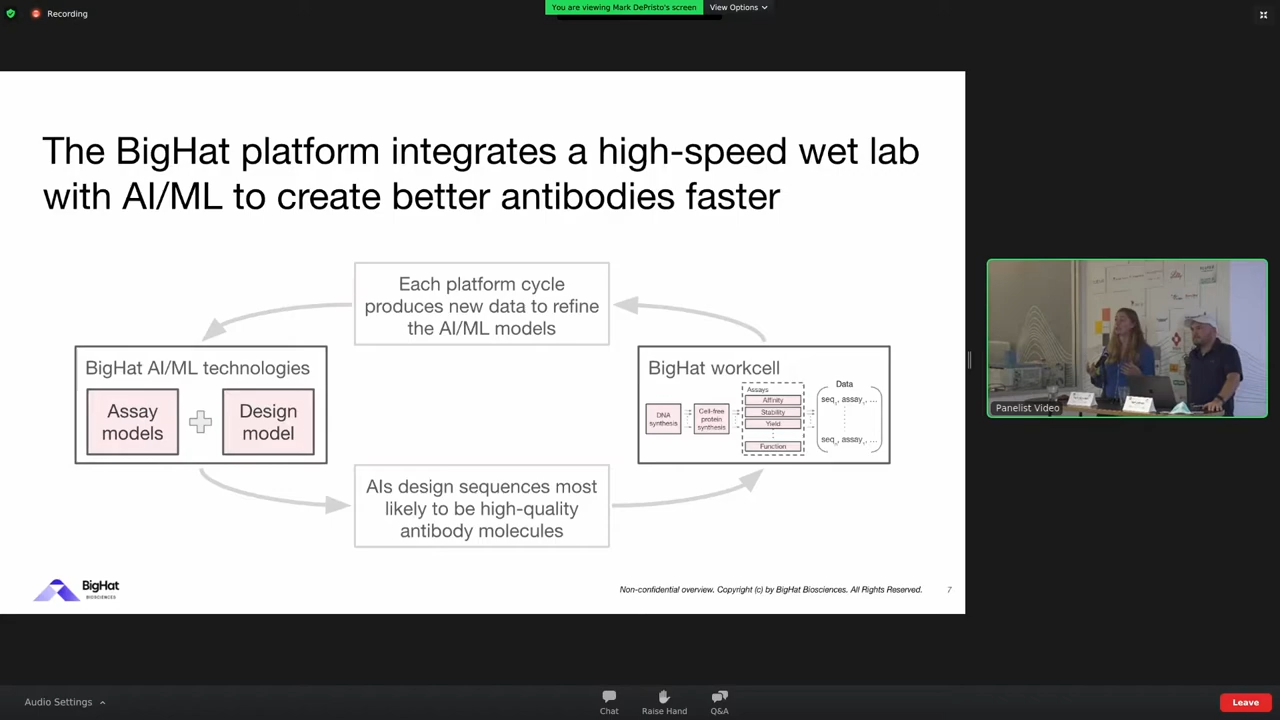 Recording
You are viewing Mark DePristo's screen
View Options
The BigHat platform integrates a high-speed wet lab
with AI/ML to create better antibodies faster
Each platform cycle
produces new data to refine
the AI/ML models
BigHat AI/ML technologies
Assay
models
Design
model
BigHat workcell
DNA
synthesis
Cell-free
protein
synthesis
Assays
Affinity
Stability
Yield
Function
Data
AIs design sequences most
likely to be high-quality
antibody molecules
BigHat
BIOSCIENCES
Non-confidential overview. Copyright (c) by BigHat Biosciences. All Rights Reserved.
7
Panelist Video
Audio Settings
Chat
Raise Hand
Q&A
Leave